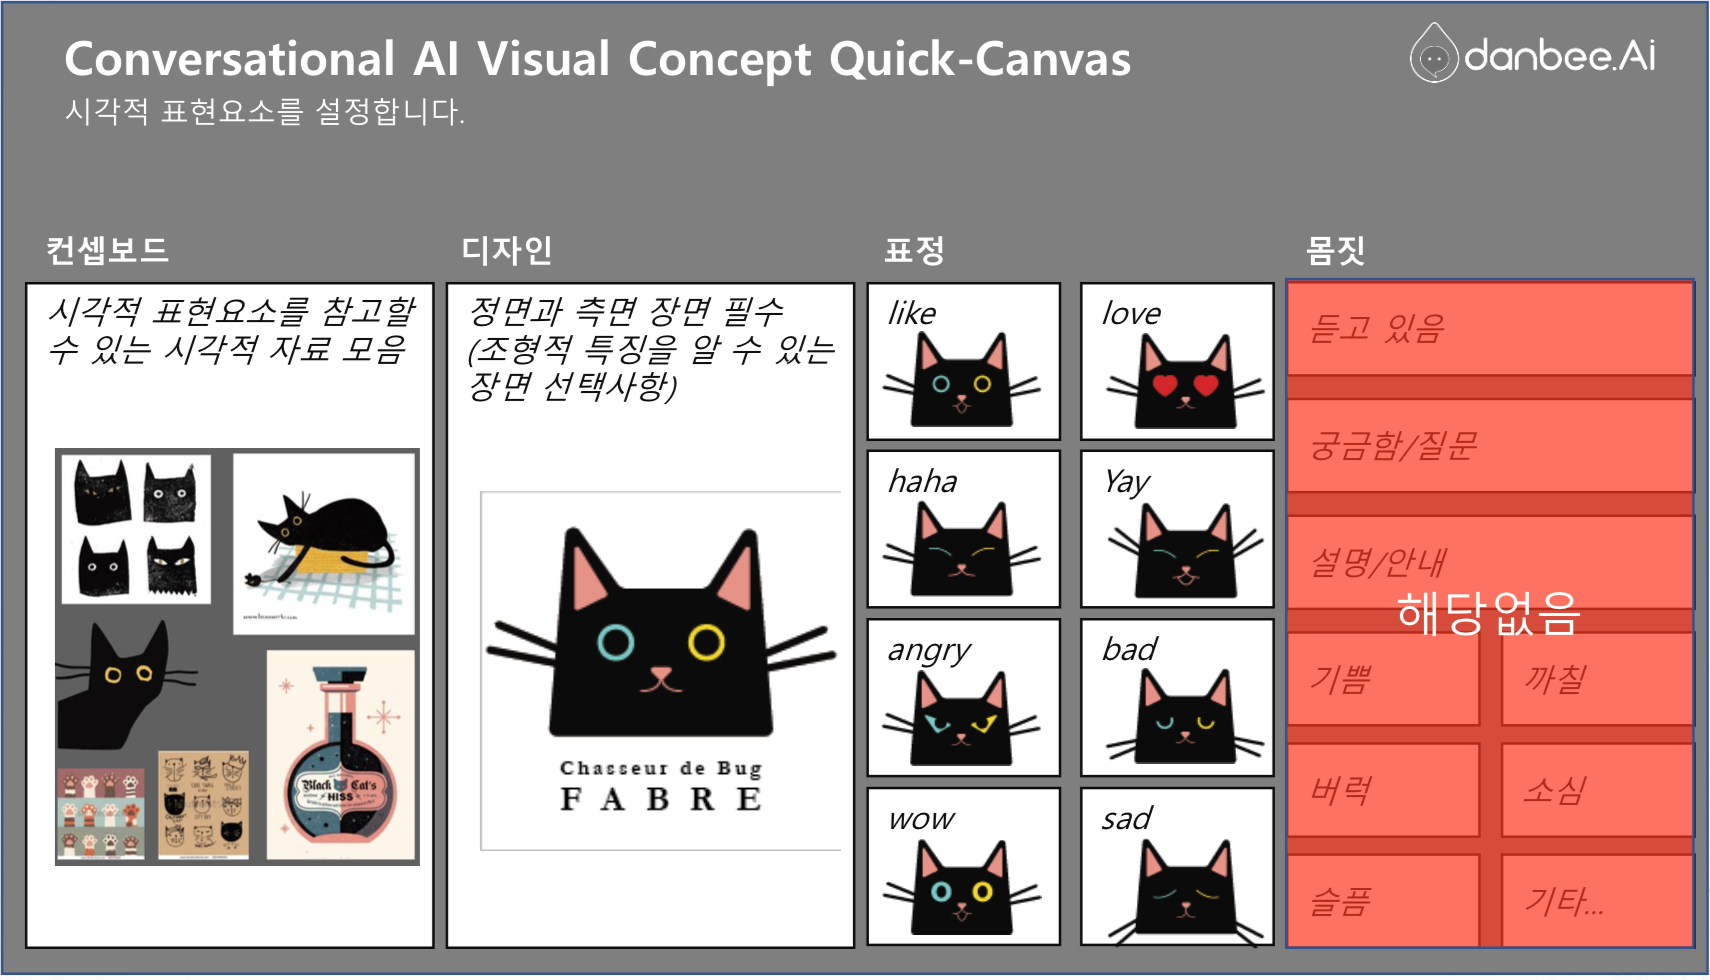 Conversational AI Visual Concept Quick-Canvas
danbee.Ai
시각적 표현요소를 설정합니다.
컨셉보드
시각적 표현요소를 참고할
수 있는 시각적 자료 모음
Black Cat's
HISS
디자인
정면과 측면 장면 필수
(조형적 특징을 알 수 있는
장면 선택사항)
Chasseur de Bug
FABRE
표정
like
love
haha
Yay
angry
bad
wow
sad
몸짓
듣고 있음
궁금함/질문
설명/안내
해당없음
기쁨
까칠
버럭
소심
슬픔
기타...